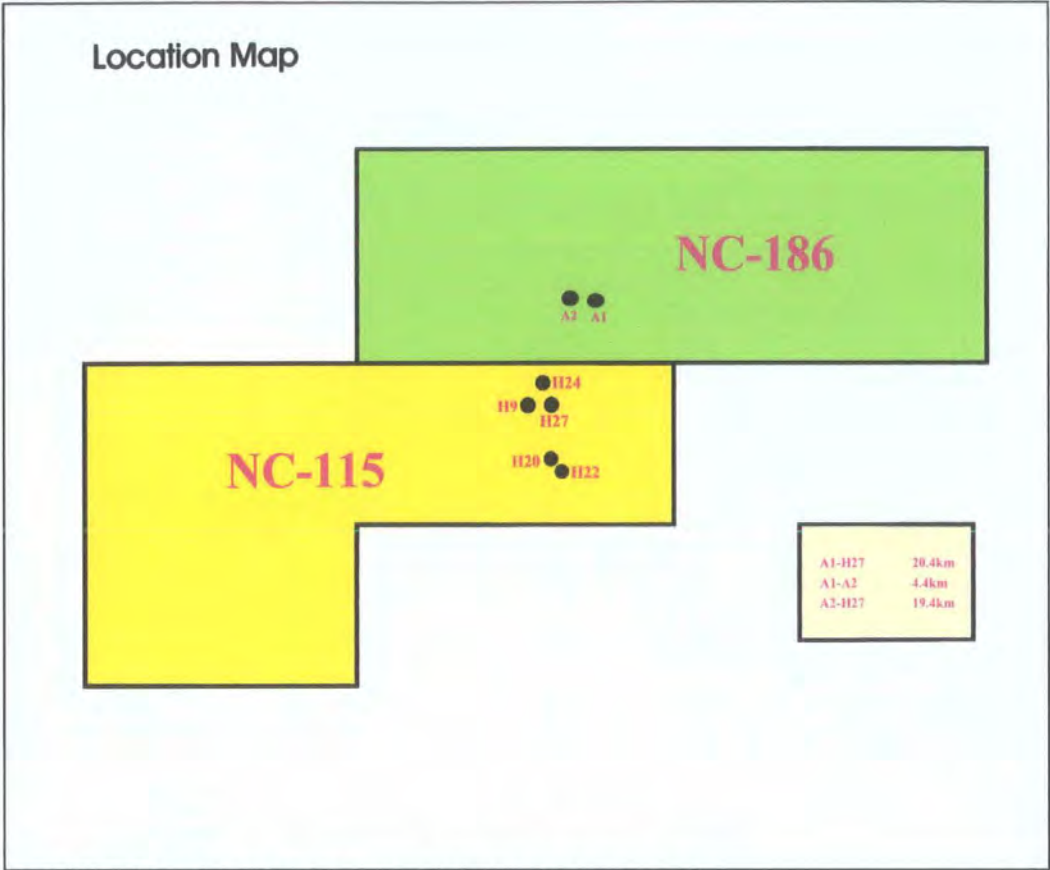 Location Map
NC-186
A2 A1
H24
H9
H27
NC-115
H20
H22
A1-H27 20.4km
A1-A2 4.4km
A2-H27 19.4km